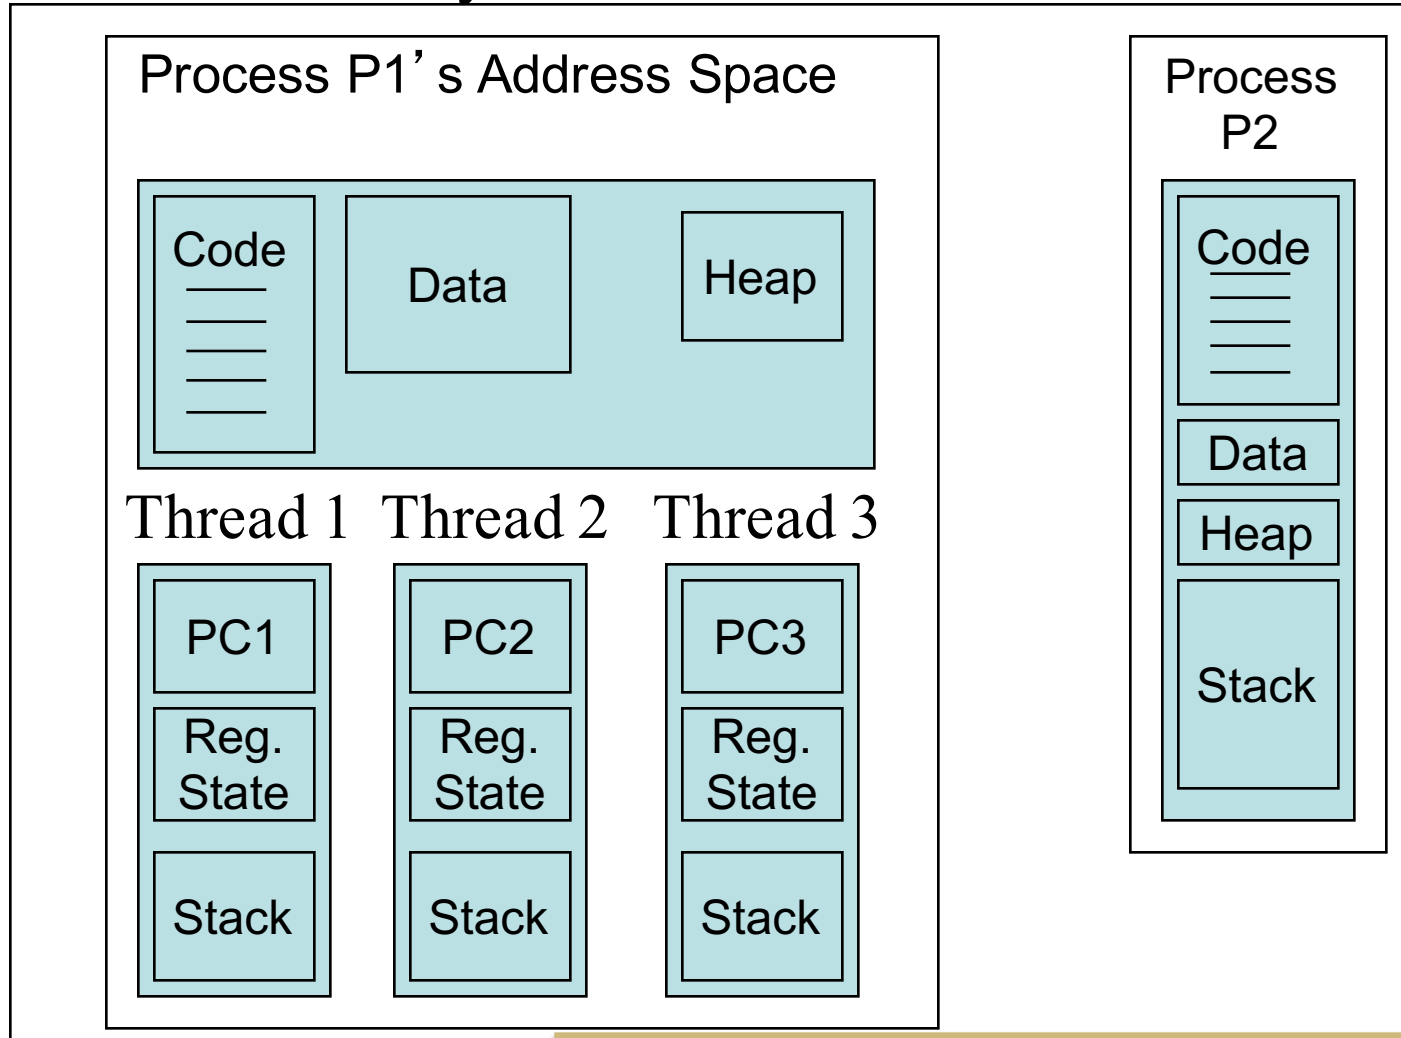 Process P1's Address Space
Code
Data
Heap
Thread 1
Thread 2
Thread 3
PC1
PC2
PC3
Reg.
State
Reg.
State
Reg.
State
Stack
Stack
Stack
Process
P2
Code
Data
Heap
Stack